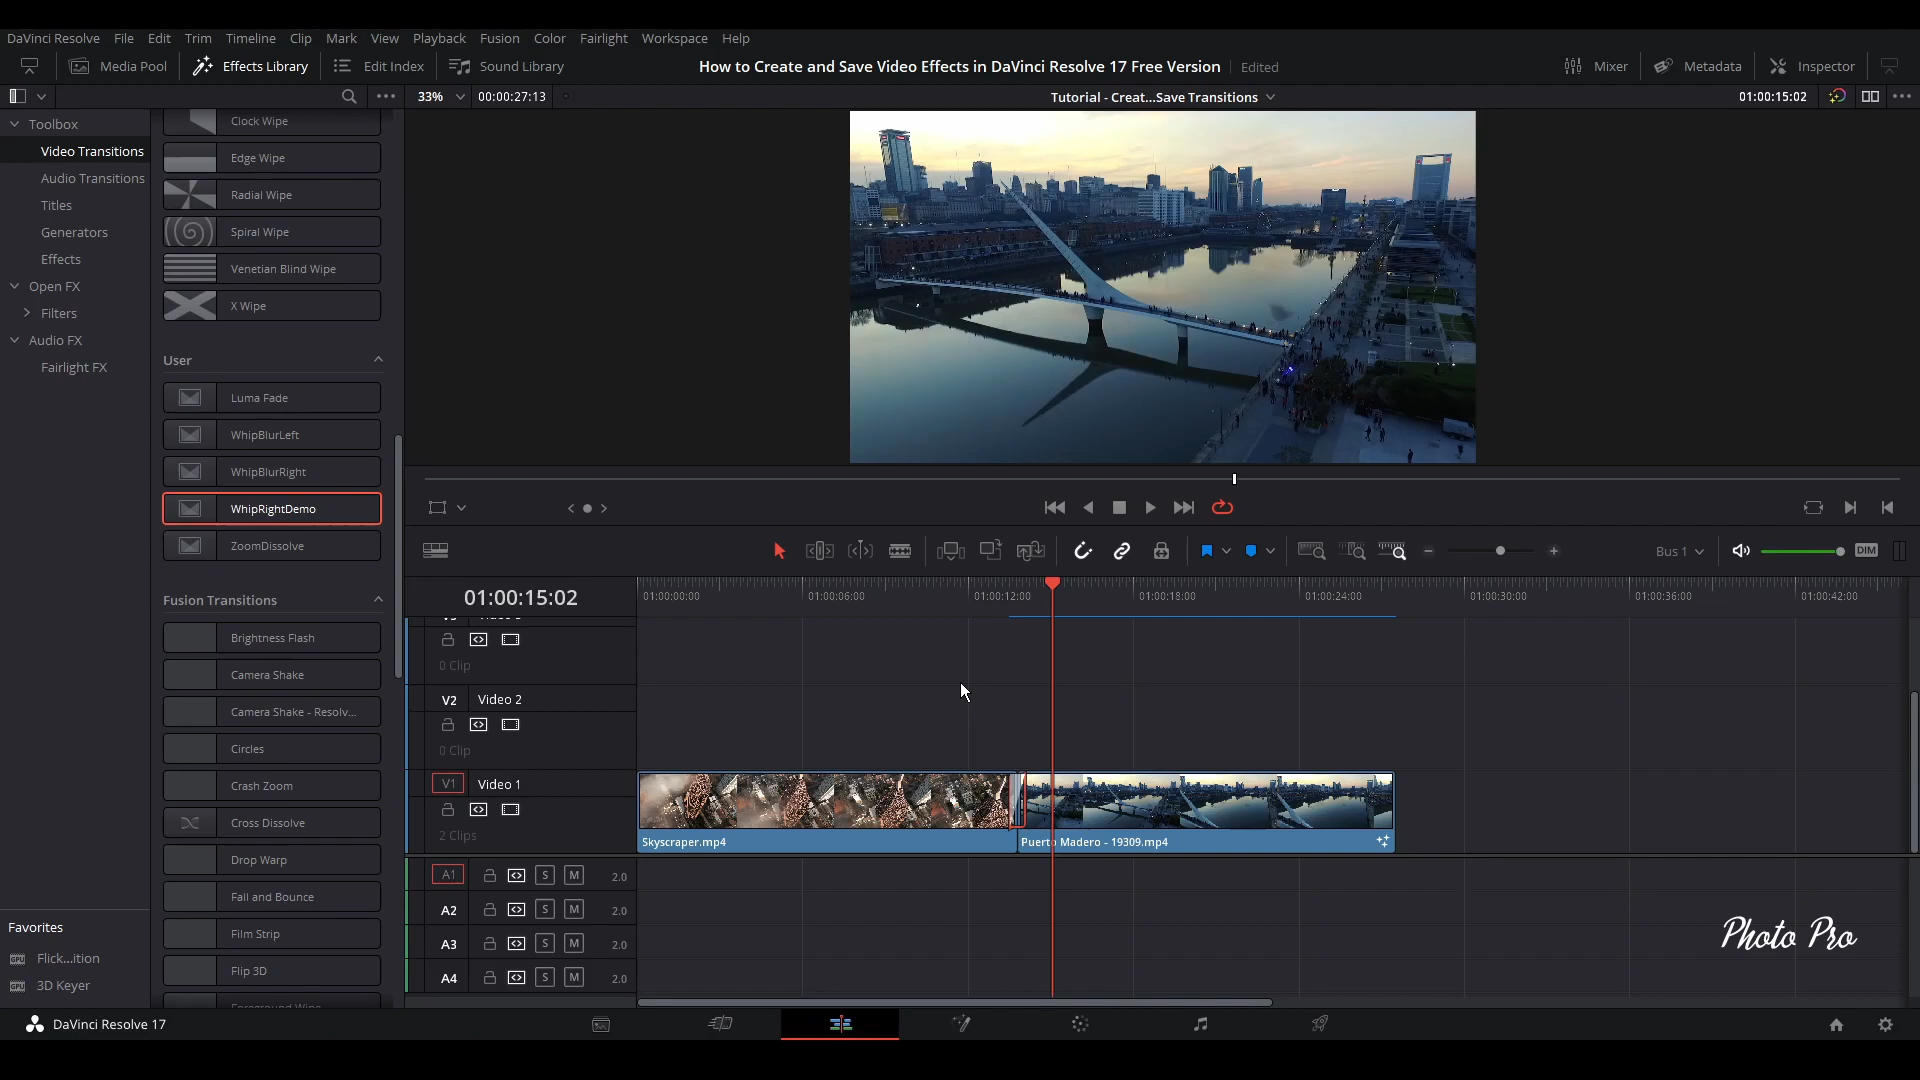 DaVinci Resolve File Edit Trim Timeline Clip Mark View Playback Fusion Color Fairlight Workspace Help
Media Pool Effects Library Edit Index Sound Library How to Create and Save Video Effects in DaVinci Resolve 17 Free Version Edited Mixer Metadata Inspector
33% 00:00:27:13 Tutorial - Creat...Save Transitions 01:00:15:02
Toolbox
Video Transitions
Audio Transitions
Titles
Generators
Effects
Open FX
Filters
Audio FX
Fairlight FX
Favorites
Flick...ition
3D Keyer
Clock Wipe
Edge Wipe
Radial Wipe
Spiral Wipe
Venetian Blind Wipe
X Wipe
User
Luma Fade
WhipBlurLeft
WhipBlurRight
WhipRightDemo
ZoomDissolve
Fusion Transitions
Brightness Flash
Camera Shake
Camera Shake - Resolv...
Circles
Crash Zoom
Cross Dissolve
Drop Warp
Fall and Bounce
Film Strip
Flip 3D
Foreground Wipe
Bus 1 DIM
01:00:15:02 01:00:00:00 01:00:06:00 01:00:12:00 01:00:18:00 01:00:24:00 01:00:30:00 01:00:36:00 01:00:42:00
0 Clip
V2 Video 2
0 Clip
V1 Video 1
2 Clips
Skyscraper.mp4 Puerto Madero - 19309.mp4
A1 S M 2.0
A2 S M 2.0
A3 S M 2.0
A4 S M 2.0
Photo Pro
DaVinci Resolve 17